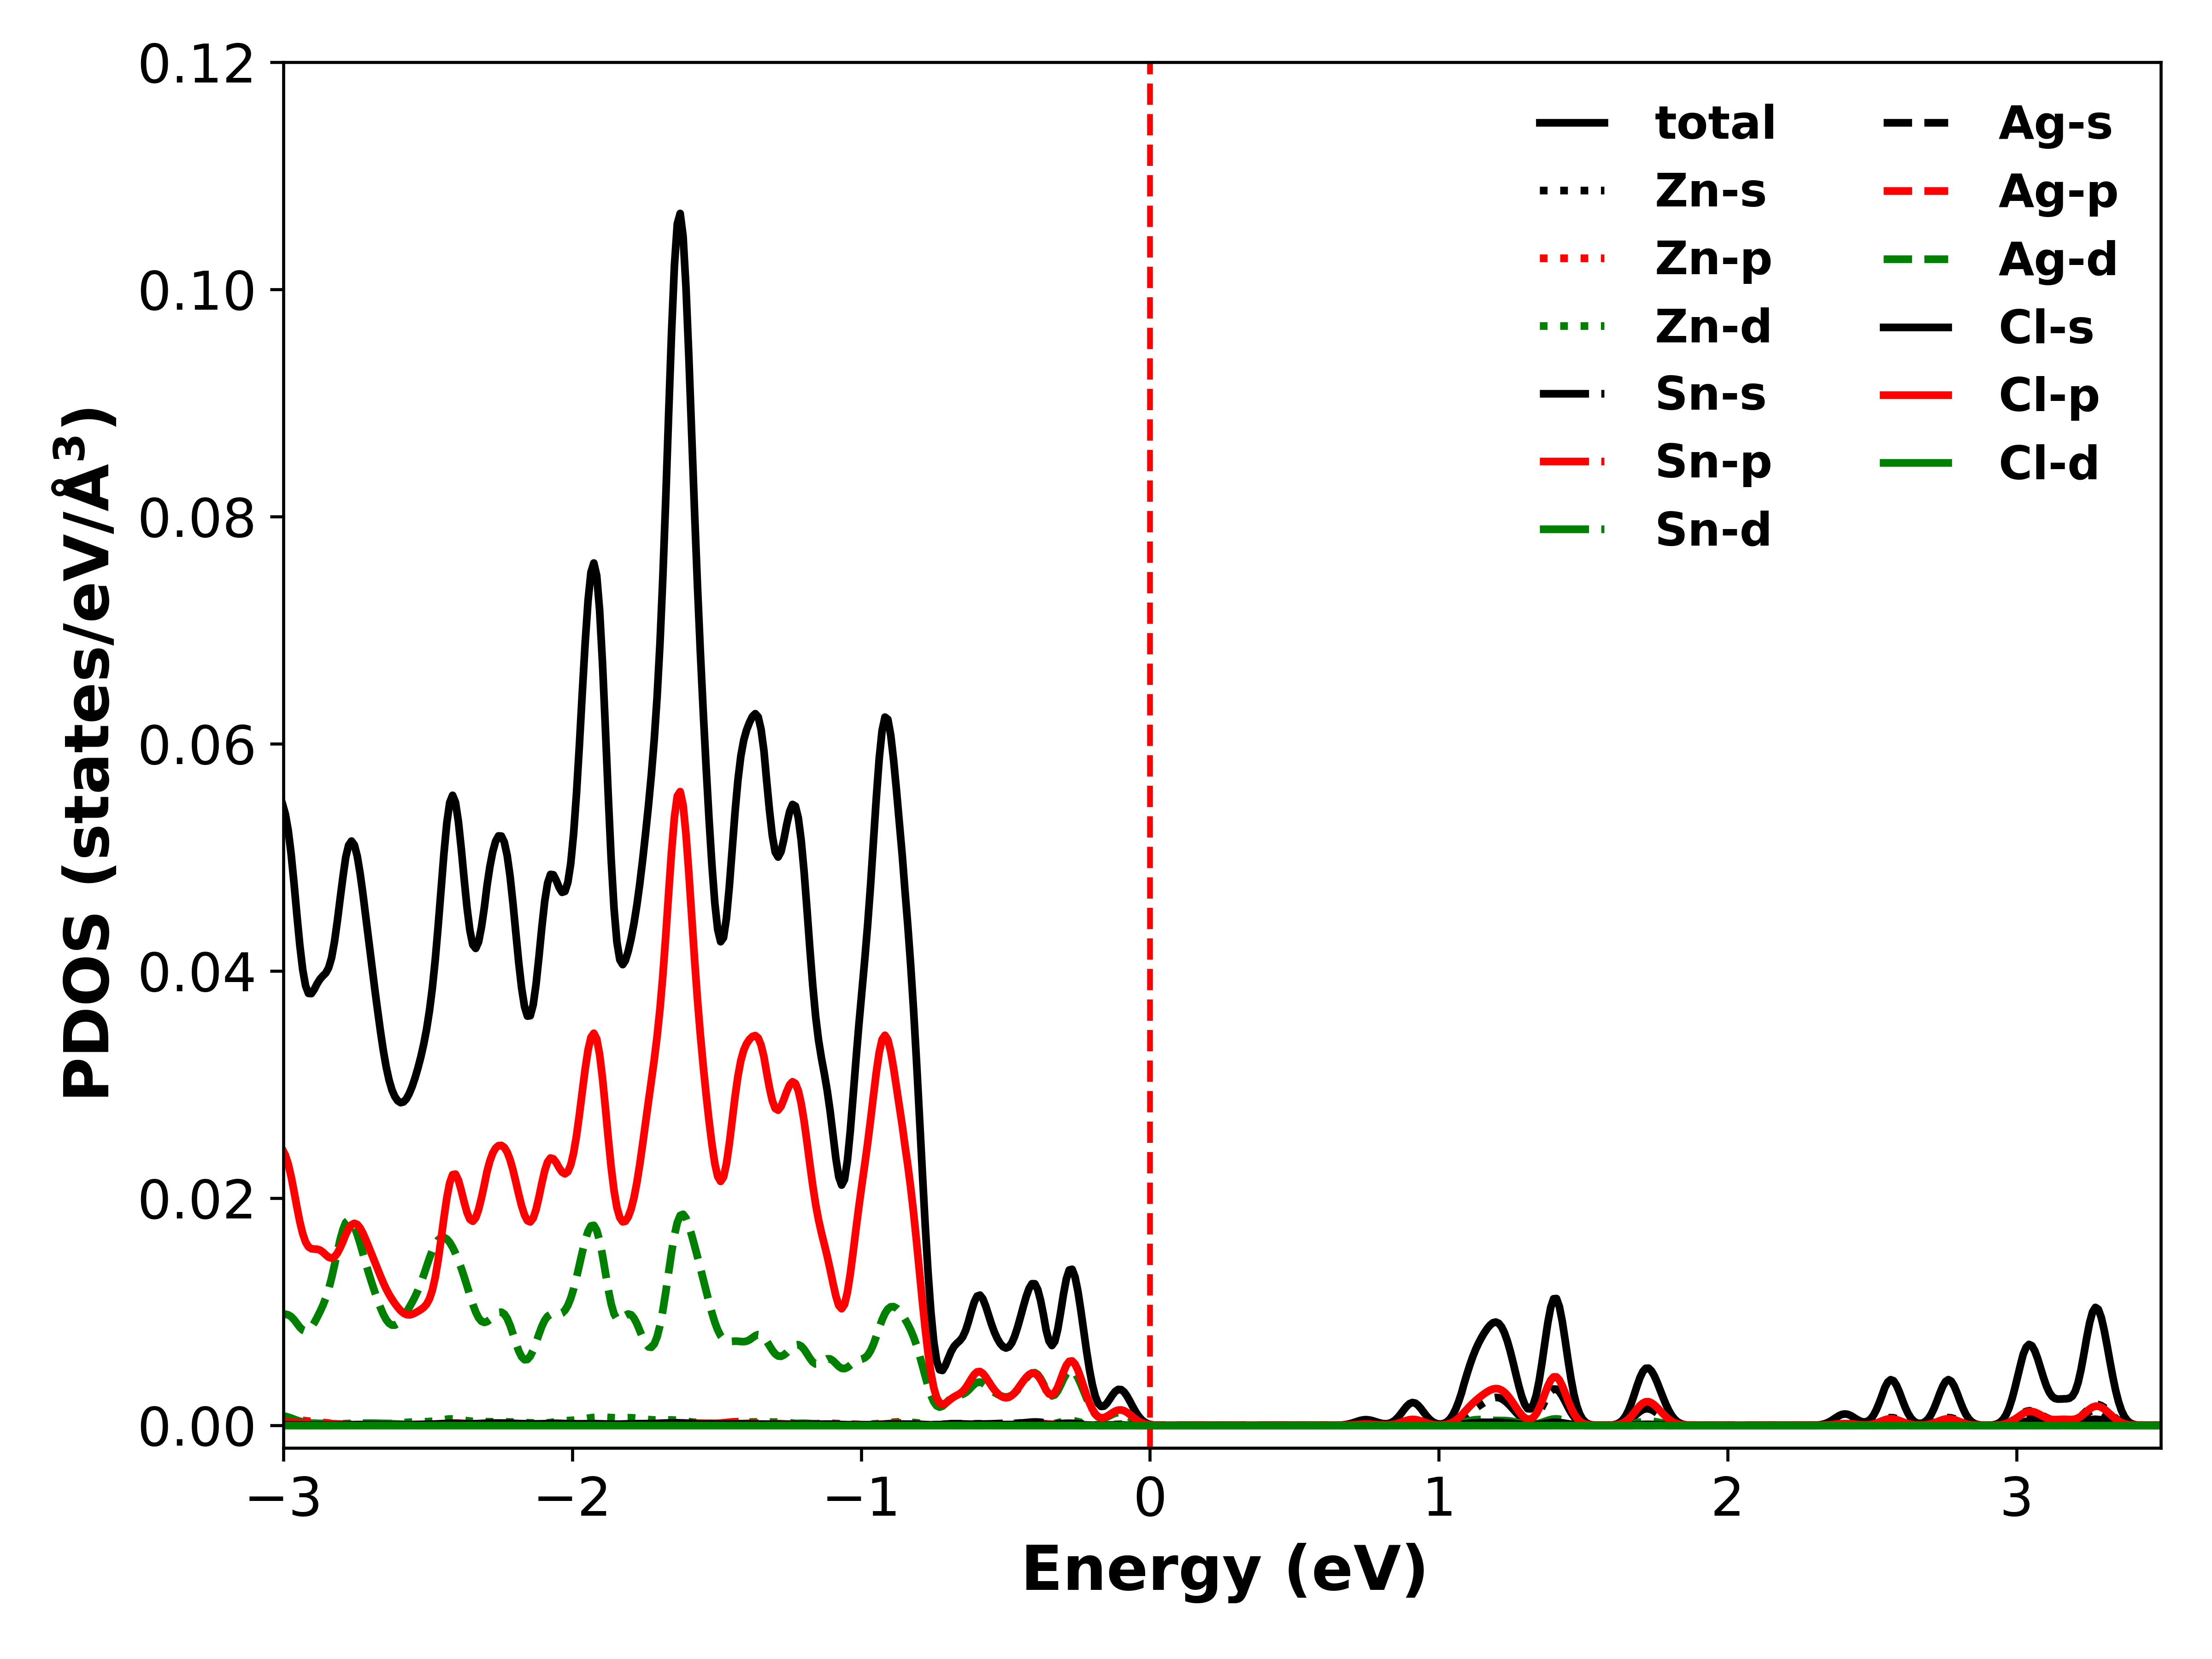 0.12
0.10
0.08
0.06
0.04
0.02
0.00
PDOS (states/eV/Å³)
total
Zn-s
Zn-p
Zn-d
Sn-s
Sn-p
Sn-d
Ag-s
Ag-p
Ag-d
Cl-s
Cl-p
Cl-d
−3 −2 −1 0 1 2 3
Energy (eV)